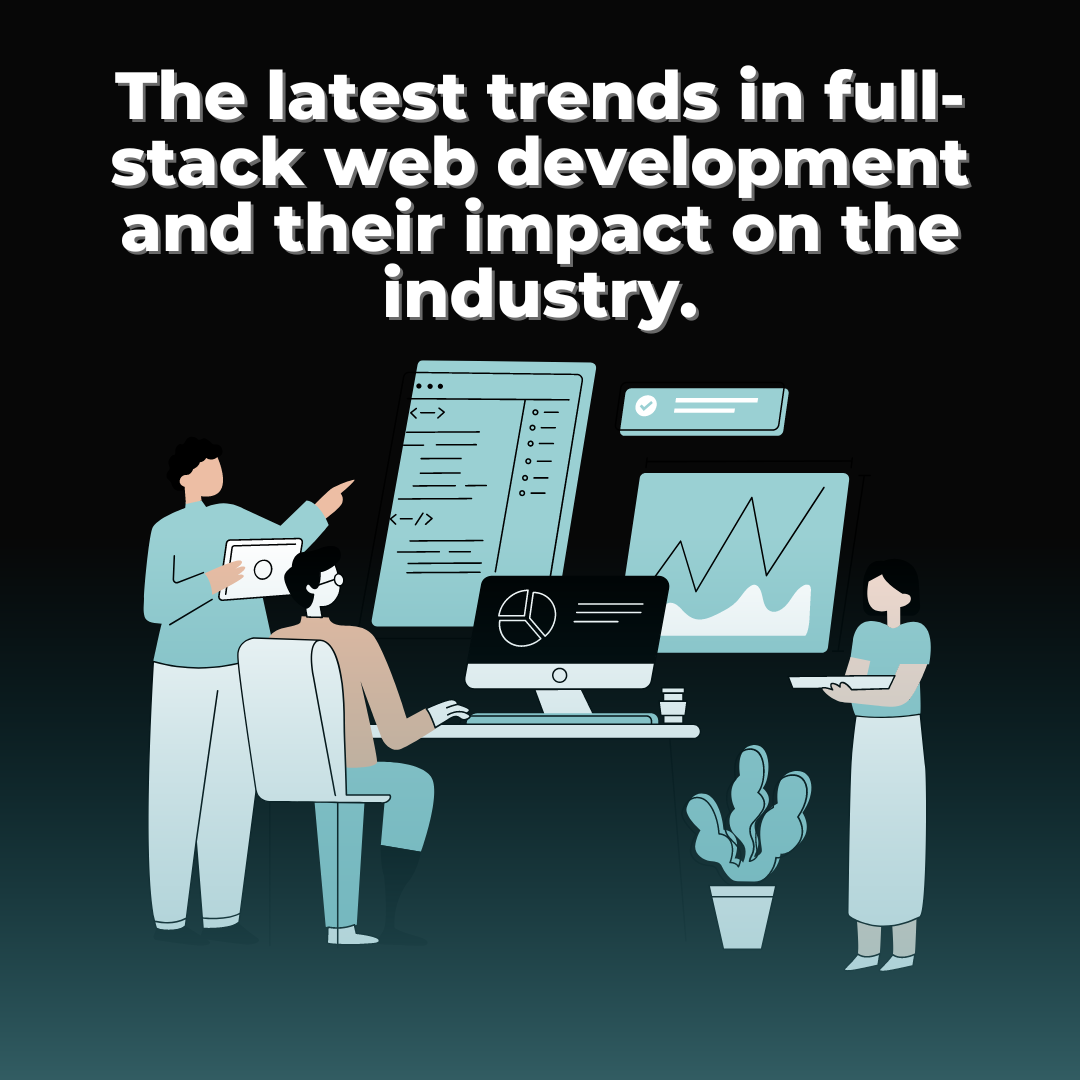 The latest trends in full-
stack web development
and their impact on the
industry.